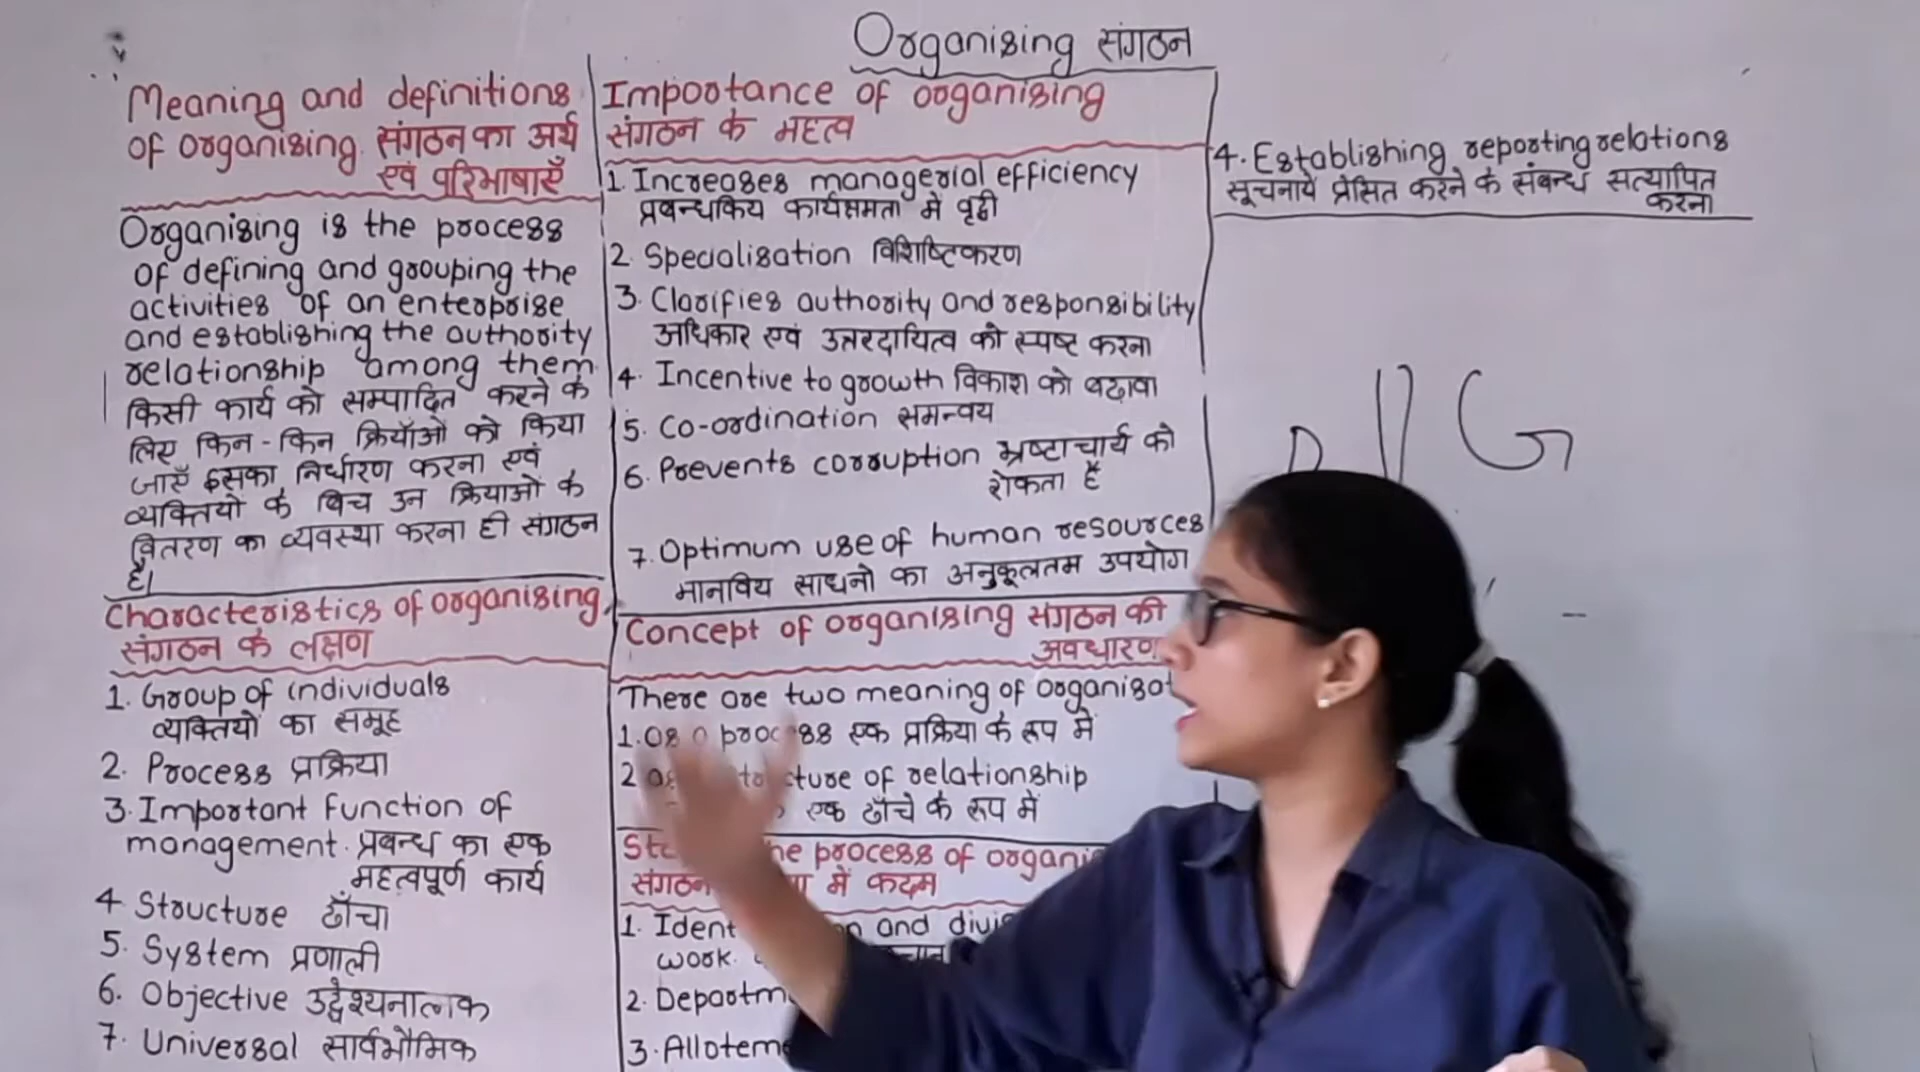 Organising संगठन
Meaning and definitions
of organising. संगठन का अर्थ
एवं परिभाषाएँ
Organising is the process
of defining and grouping the
activities of an enterprise
and establishing the authority
relationship among them.
किसी कार्य को सम्पादित करने के
लिए किन-किन क्रियाँओं को किया
जाएँ इसका निर्धारण करना एवं
व्यक्तियों के बिच उन क्रियाओं के
वितरण का व्यवस्था करना ही संगठन
है।
Characteristics of organising
संगठन के लक्षण
1. Group of individuals
व्यक्तियों का समूह
2. Process प्रक्रिया
3. Important function of
management. प्रबन्ध का एक
महत्वपूर्ण कार्य
4. Structure ढाँचा
5. System प्रणाली
6. Objective उद्देश्यनात्मक
7. Universal सार्वभौमिक
Importance of organising
संगठन के महत्व
1. Increases managerial efficiency
प्रबन्धकिय कार्यक्षमता में वृद्दी
2. Specialisation विशिष्टिकरण
3. Clarifies authority and responsibility
अधिकार एवं उत्तरदायित्व को स्पष्ट करना
4. Incentive to growth विकाश को बढ़ावा
5. Co-ordination समन्वय
6. Prevents corruption भ्रष्टाचार्य को
रोकता है
7. Optimum use of human resources
मानविय साधनो का अनुकूलतम उपयोग
Concept of organising संगठन की
अवधारणा
There are two meaning of
1. as a process एक प्रक्रिया के रूप में
2. structure of relationship
एक ढाँचे के रूप में
the process of
संगठन में कदम
1. and
work.
2.
3.
4. Establishing reporting relations
सूचनाये प्रेसित करने के संबन्ध सत्यापित
करना
G